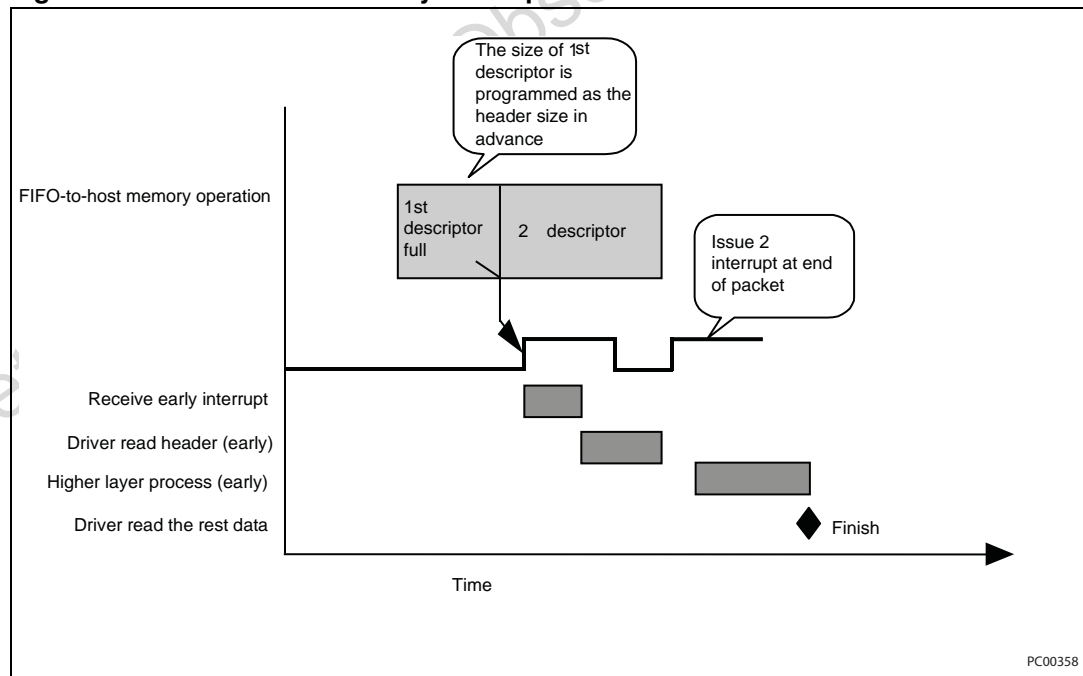 The size of 1st
descriptor is
programmed as the
header size in
advance
FIFO-to-host memory operation
1st
descriptor
full
2 descriptor
Issue 2
interrupt at end
of packet
Receive early interrupt
Driver read header (early)
Higher layer process (early)
Driver read the rest data
Finish
Time
PC00358